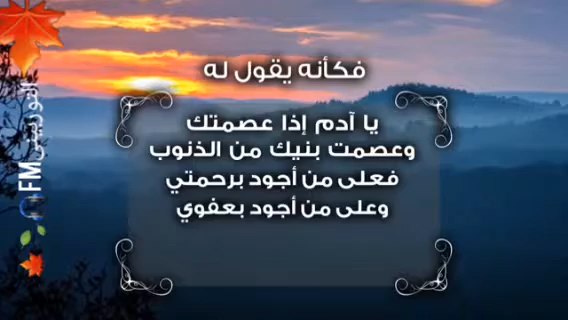 فكأنه يقول له
يا آدم إذا عصمتك
وعصمت بنيك من الذنوب
فعلى من أجود برحمتي
وعلى من أجود بعفوي
FM